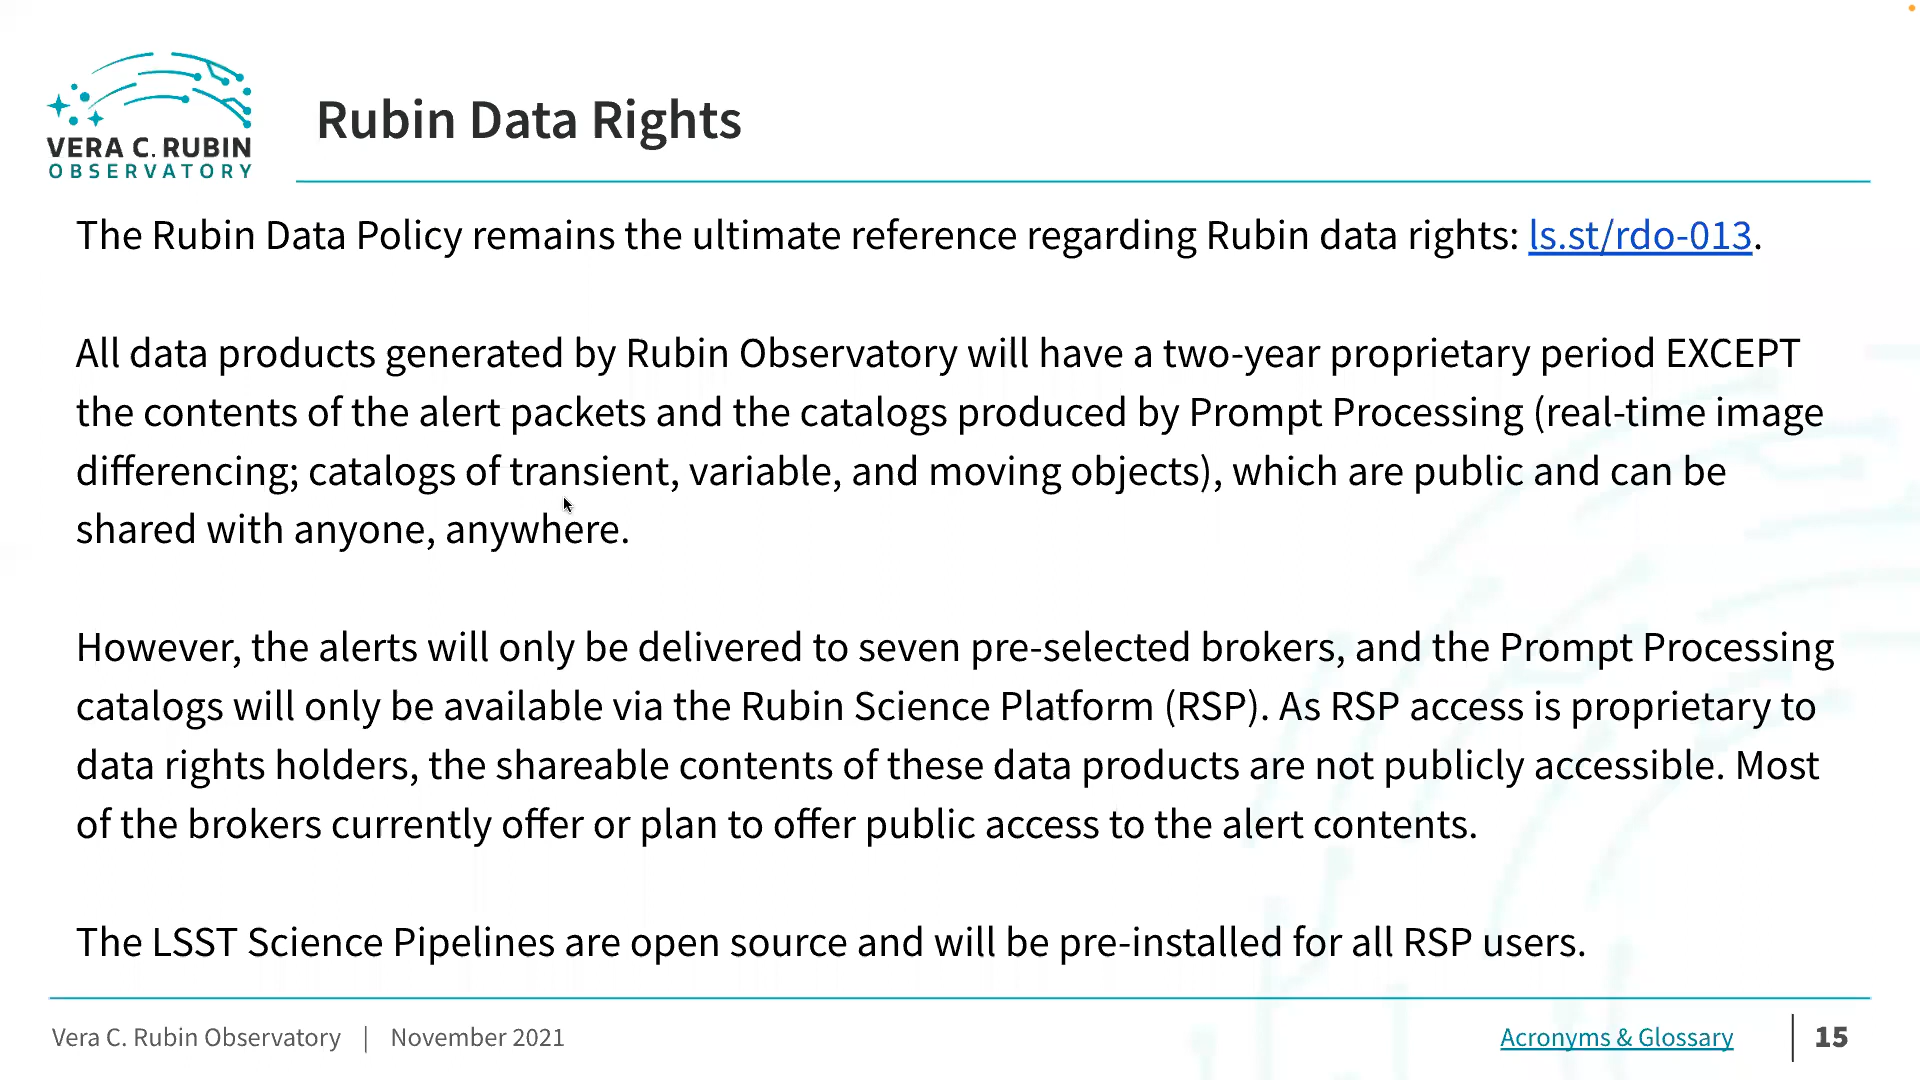 VERA C. RUBIN
OBSERVATORY
Rubin Data Rights
The Rubin Data Policy remains the ultimate reference regarding Rubin data rights: ls.st/rdo-013.
All data products generated by Rubin Observatory will have a two-year proprietary period EXCEPT
the contents of the alert packets and the catalogs produced by Prompt Processing (real-time image
differencing; catalogs of transient, variable, and moving objects), which are public and can be
shared with anyone, anywhere.
However, the alerts will only be delivered to seven pre-selected brokers, and the Prompt Processing
catalogs will only be available via the Rubin Science Platform (RSP). As RSP access is proprietary to
data rights holders, the shareable contents of these data products are not publicly accessible. Most
of the brokers currently offer or plan to offer public access to the alert contents.
The LSST Science Pipelines are open source and will be pre-installed for all RSP users.
Vera C. Rubin Observatory | November 2021
Acronyms & Glossary
15